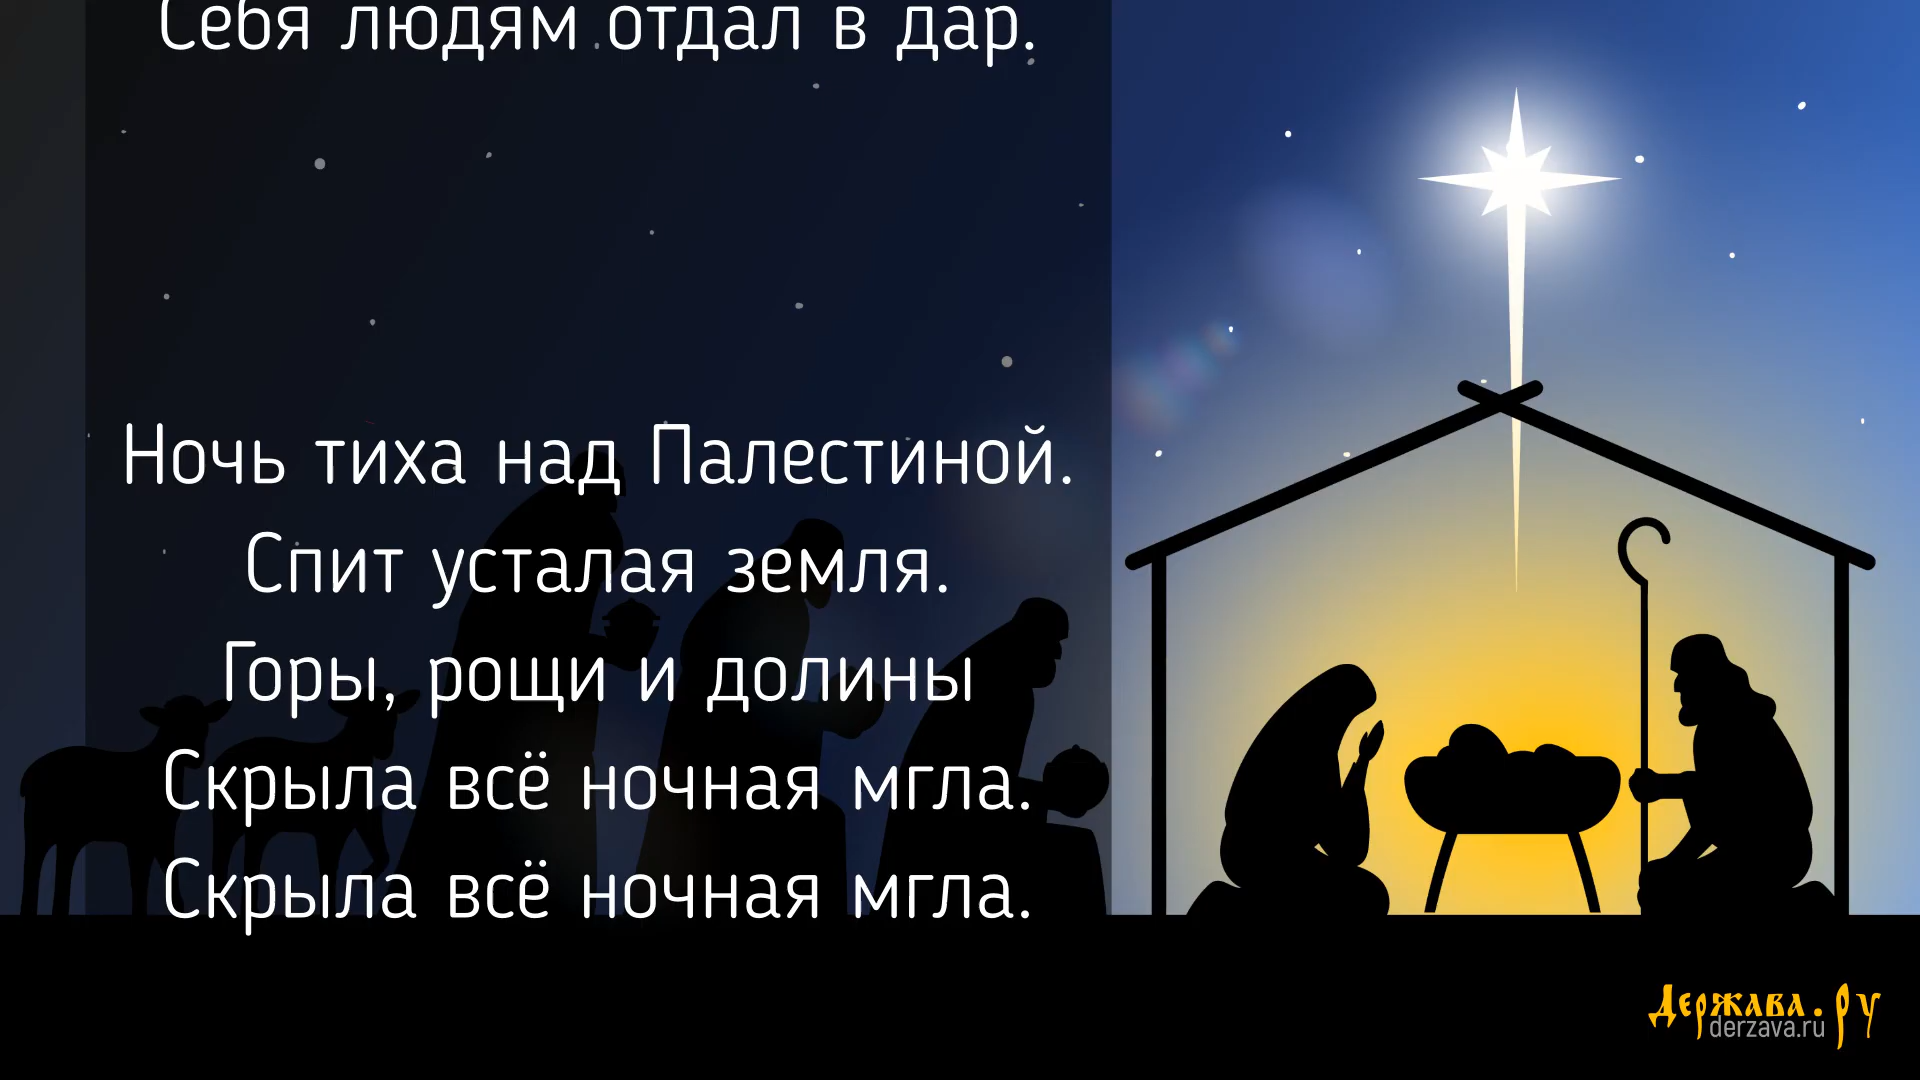 Себя людям отдал в дар.
Ночь тиха над Палестиной.
Спит усталая земля.
Горы, рощи и долины
Скрыла всё ночная мгла.
Скрыла всё ночная мгла.
Держава.ру
derzava.ru